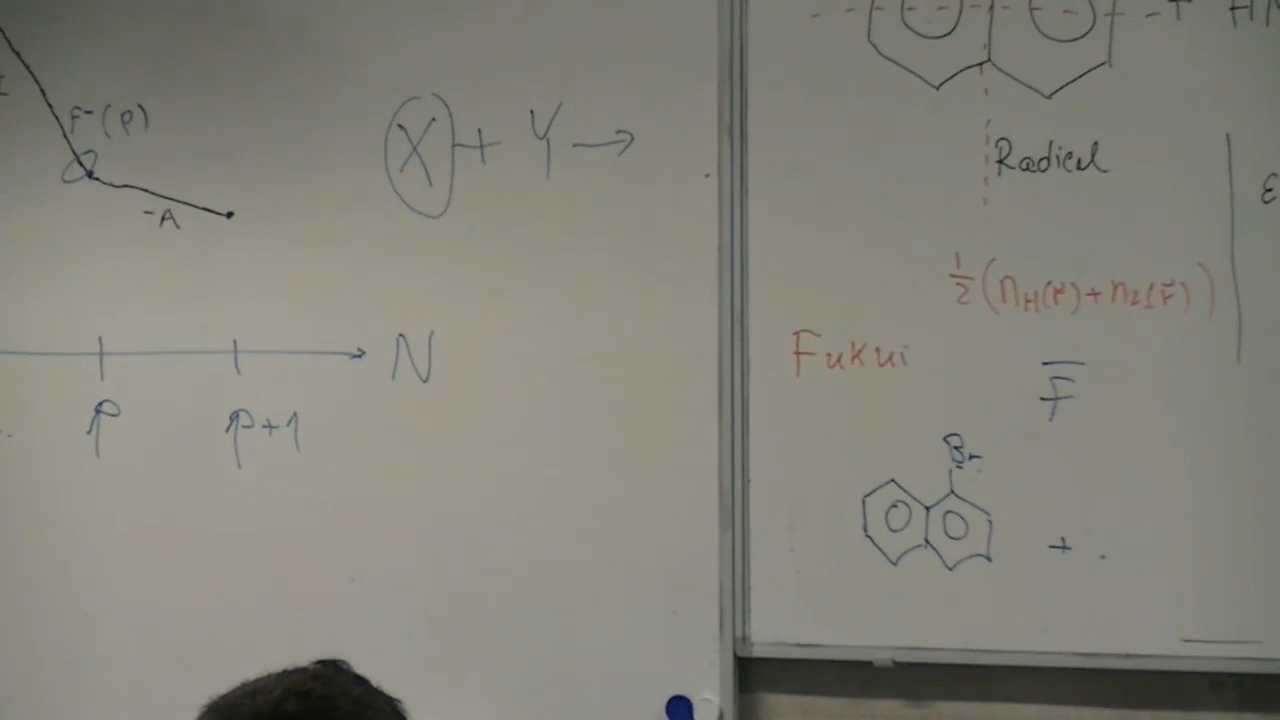 F⁻(ρ)
-A
X + Y →
N
p
p+1
Radical
½(n_H(r⃗) + n_L(r⃗))
Fukui
F̅
Br
+ .